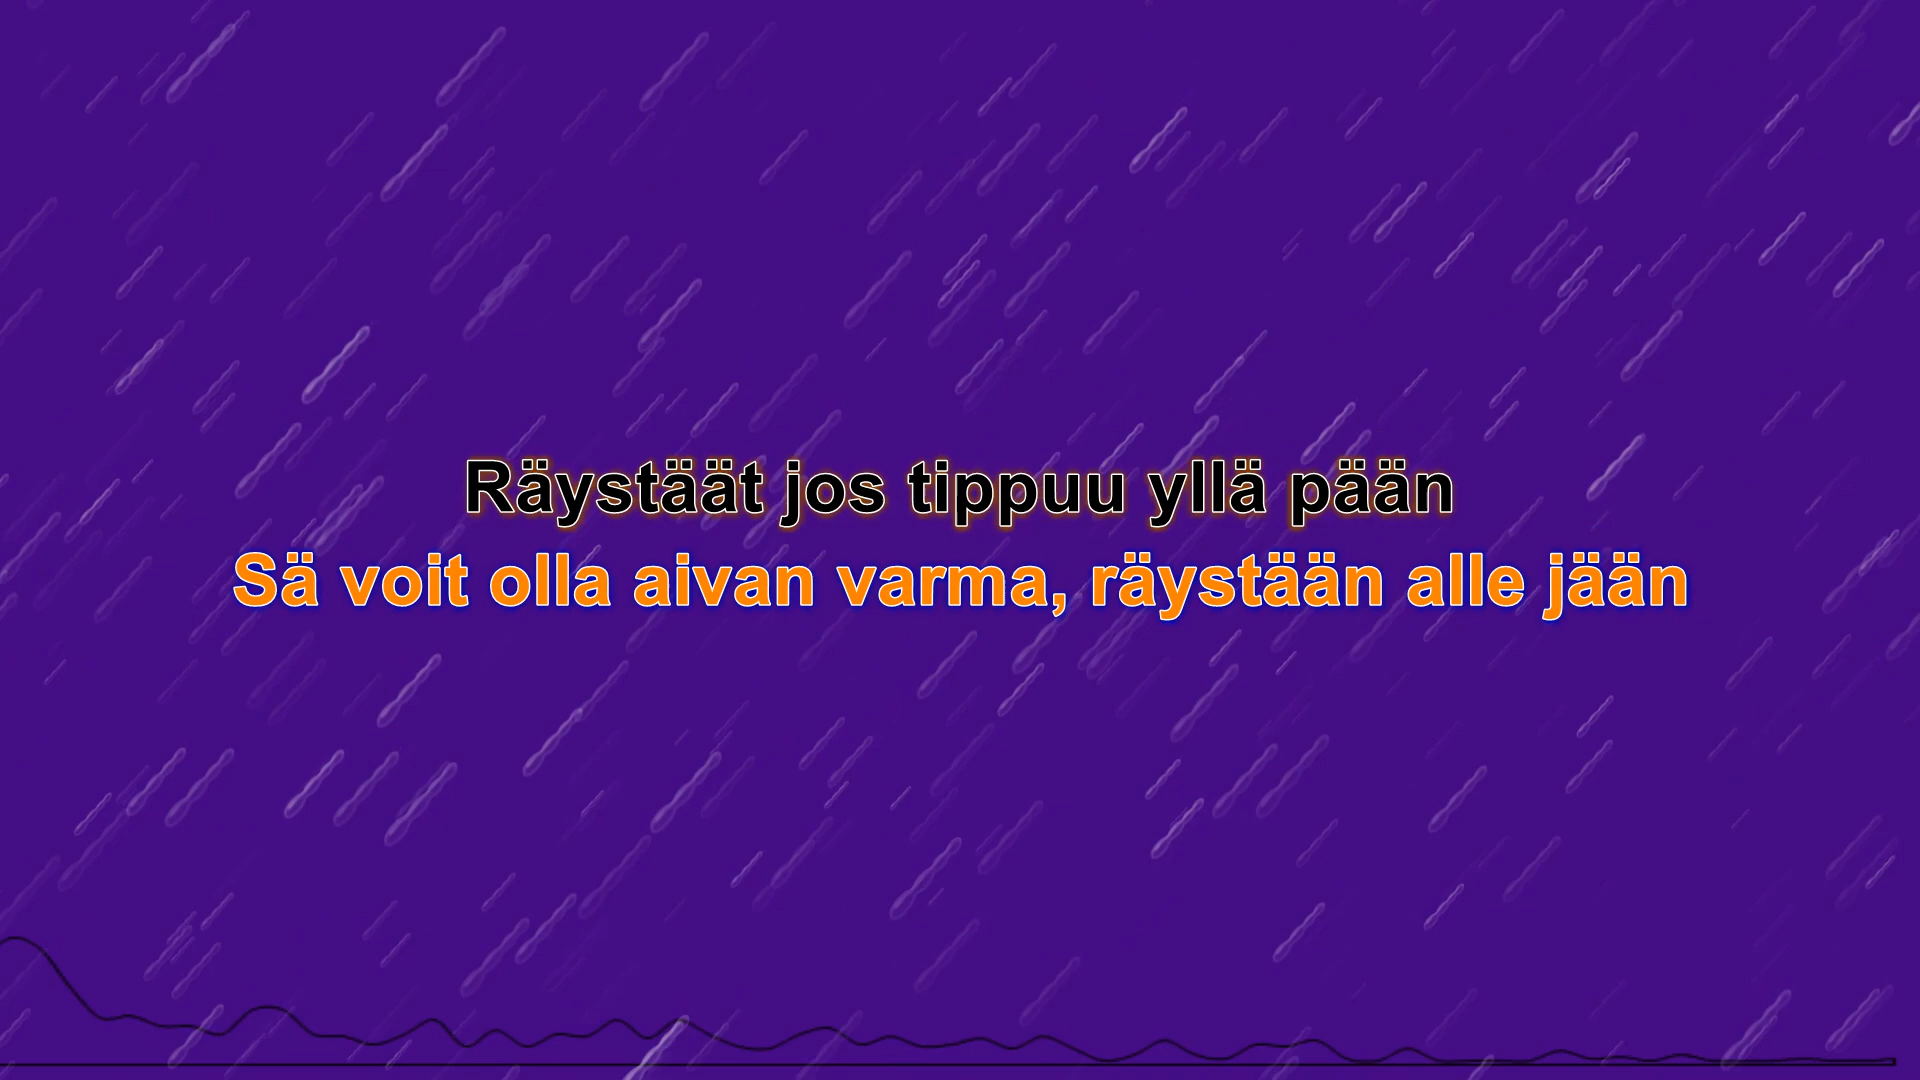 Räystäät jos tippuu yllä pään
Sä voit olla aivan varma, räystään alle jään